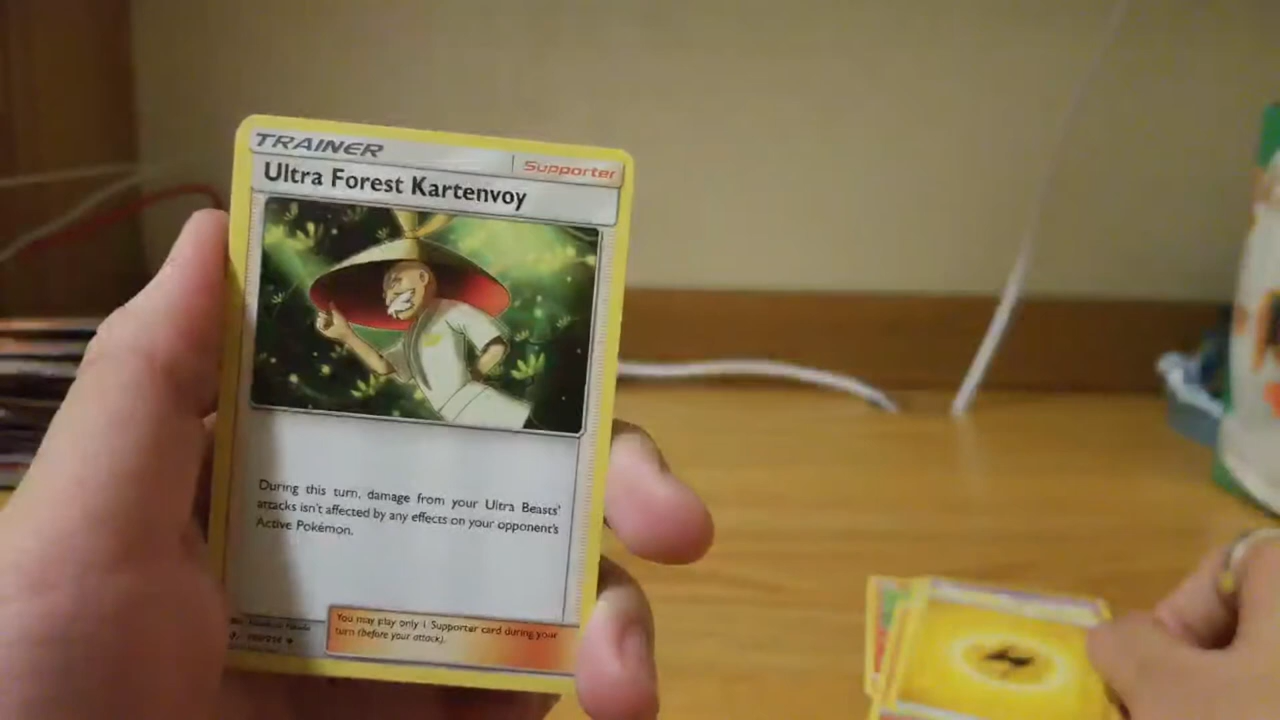 TRAINER
Supporter
Ultra Forest Kartenvoy
During this turn, damage from your Ultra Beasts'
attacks isn't affected by any effects on your opponent's
Active Pokémon.
You may play only 1 Supporter card during your
turn (before your attack).